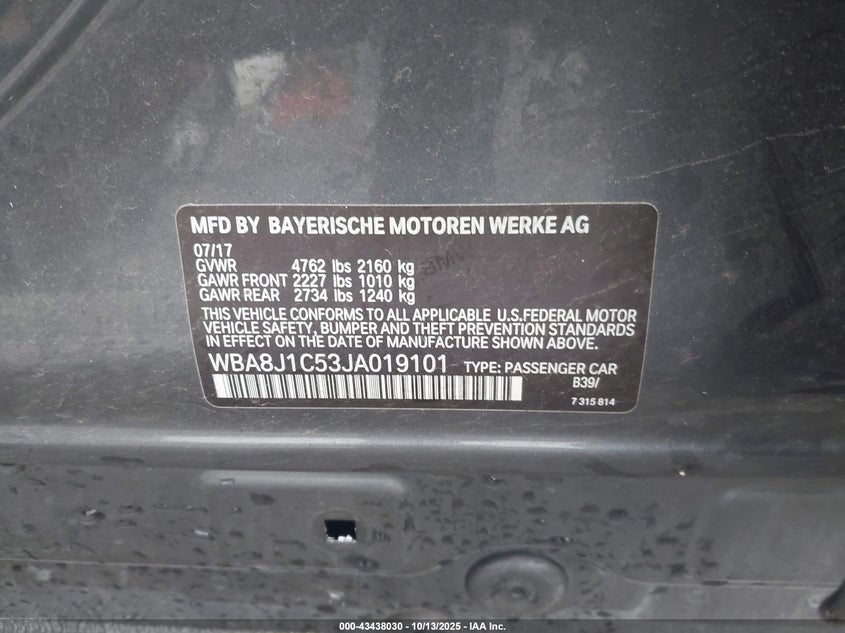 MFD BY BAYERISCHE MOTOREN WERKE AG
07/17
GVWR 4762 lbs 2160 kg
GAWR FRONT 2227 lbs 1010 kg
GAWR REAR 2734 lbs 1240 kg
THIS VEHICLE CONFORMS TO ALL APPLICABLE U.S.FEDERAL MOTOR
VEHICLE SAFETY, BUMPER AND THEFT PREVENTION STANDARDS
IN EFFECT ON THE DATE OF MANUFACTURE SHOWN ABOVE.
WBA8J1C53JA019101 TYPE: PASSENGER CAR
B39/
7 315 814
000-43438030 - 10/13/2025 - IAA Inc.